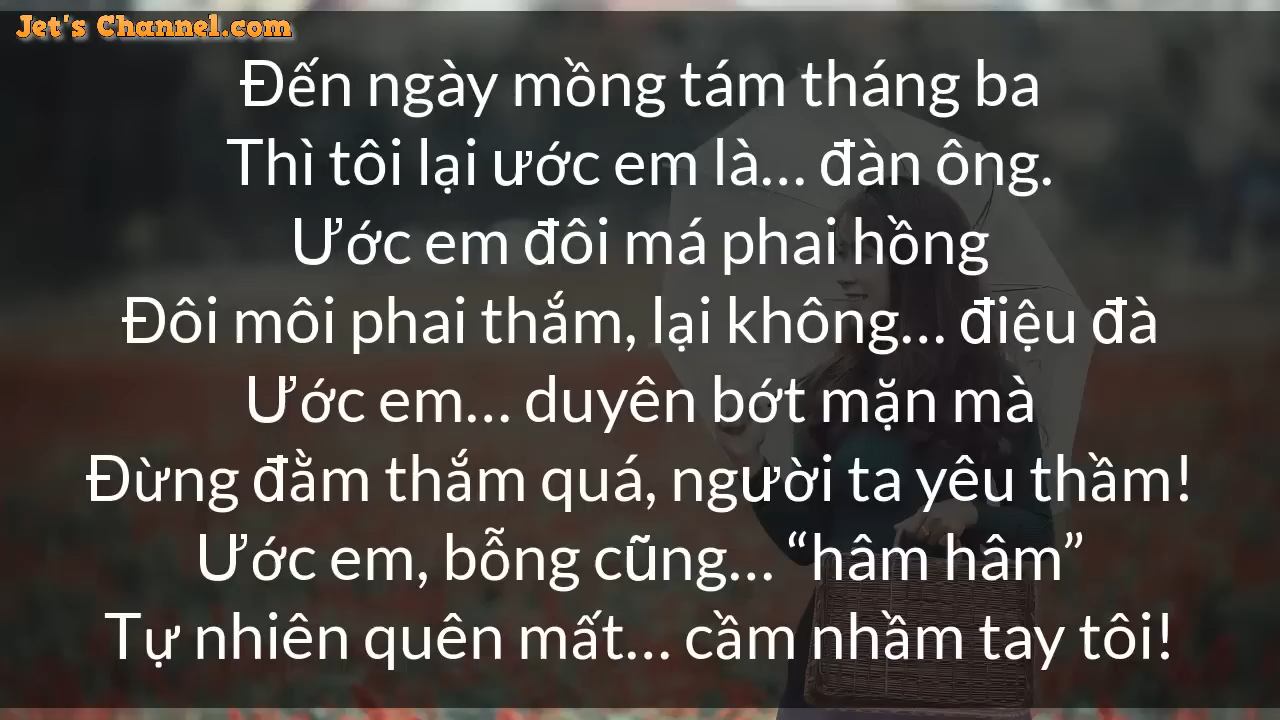 Jet's Channel.com
Đến ngày mồng tám tháng ba
Thì tôi lại ước em là... đàn ông.
Ước em đôi má phai hồng
Đôi môi phai thắm, lại không... điệu đà
Ước em... duyên bớt mặn mà
Đừng đằm thắm quá, người ta yêu thầm!
Ước em, bỗng cũng... “hâm hâm”
Tự nhiên quên mất... cầm nhầm tay tôi!